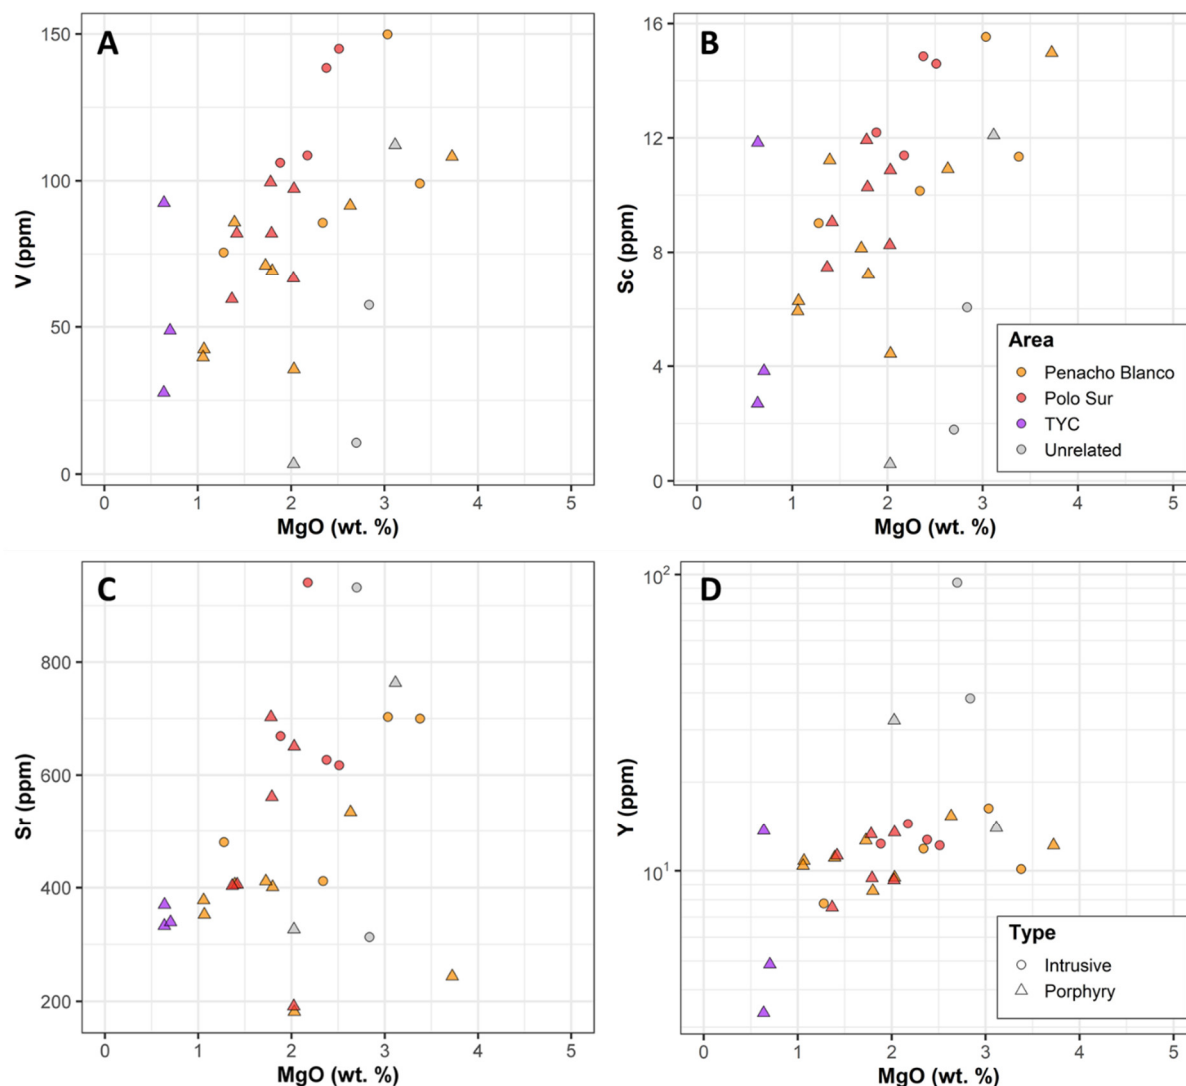 A
V (ppm)
150
100
50
0
0 1 2 3 4 5
MgO (wt. %)
B
Sc (ppm)
16
12
8
4
0
0 1 2 3 4 5
MgO (wt. %)
Area
Penacho Blanco
Polo Sur
TYC
Unrelated
C
Sr (ppm)
800
600
400
200
0 1 2 3 4 5
MgO (wt. %)
D
Y (ppm)
10²
10¹
0 1 2 3 4 5
MgO (wt. %)
Type
Intrusive
Porphyry